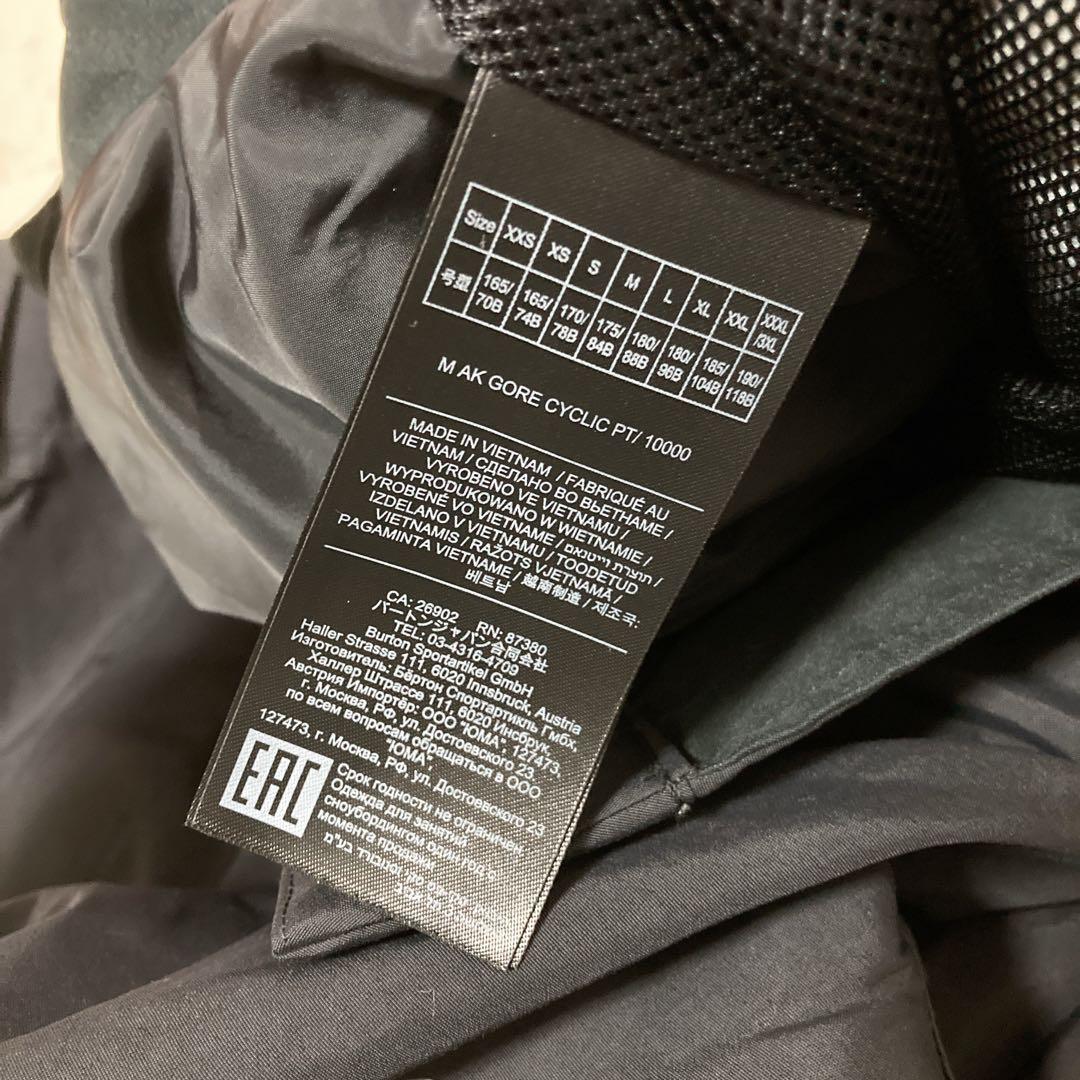 Size XXS XS S M L XL XXL XXXL/3XL
号型 165/70B 165/74B 170/78B 175/84B 180/88B 180/96B 185/104B 190/118B
M AK GORE CYCLIC PT/ 10000
MADE IN VIETNAM / FABRIQUÉ AU
VIETNAM / СДЕЛАНО ВО ВЬЕТНАМЕ /
VYROBENO VE VIETNAMU /
WYPRODUKOWANO W WIETNAMIE /
VYROBENÉ VO VIETNAME / תוצרת וייטנאם /
IZDELANO V VIETNAMU / TOODETUD
VIETNAMIS / RAŽOTS VJETNAMĀ /
PAGAMINTA VIETNAME / 越南制造 / 제조국:
베트남
CA: 26902 RN: 87380
バートンジャパン合同会社
TEL: 03-4316-4709
Burton Sportartikel GmbH
Haller Strasse 111, 6020 Innsbruck, Austria
Изготовитель: Бёртон Спортартикль Гмбх,
Халлер Штрассе 111, 6020 Инсбрук,
Австрия Импортёр: ООО "ЮМА", 127473,
г. Москва, РФ, ул. Достоевского 23,
по всем вопросам обращаться в ООО
"ЮМА",
127473, г. Москва, РФ, ул. Достоевского 23
EAC
Срок годности не ограничен,
Одежда для занятий
сноубордингом один год с
момента продажи